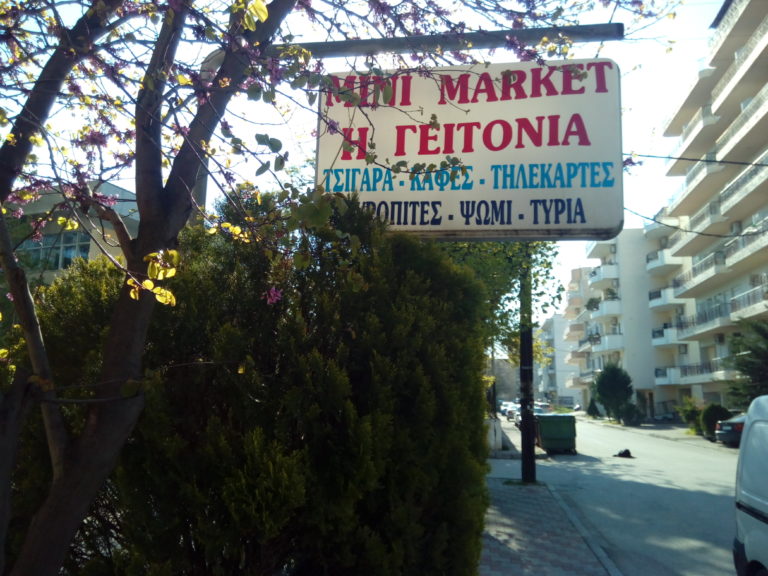 MINI MARKET
Η ΓΕΙΤΟΝΙΑ
ΤΣΙΓΑΡΑ - ΚΑΦΕΣ - ΤΗΛΕΚΑΡΤΕΣ
- ΨΩΜΙ - ΤΥΡΙΑ